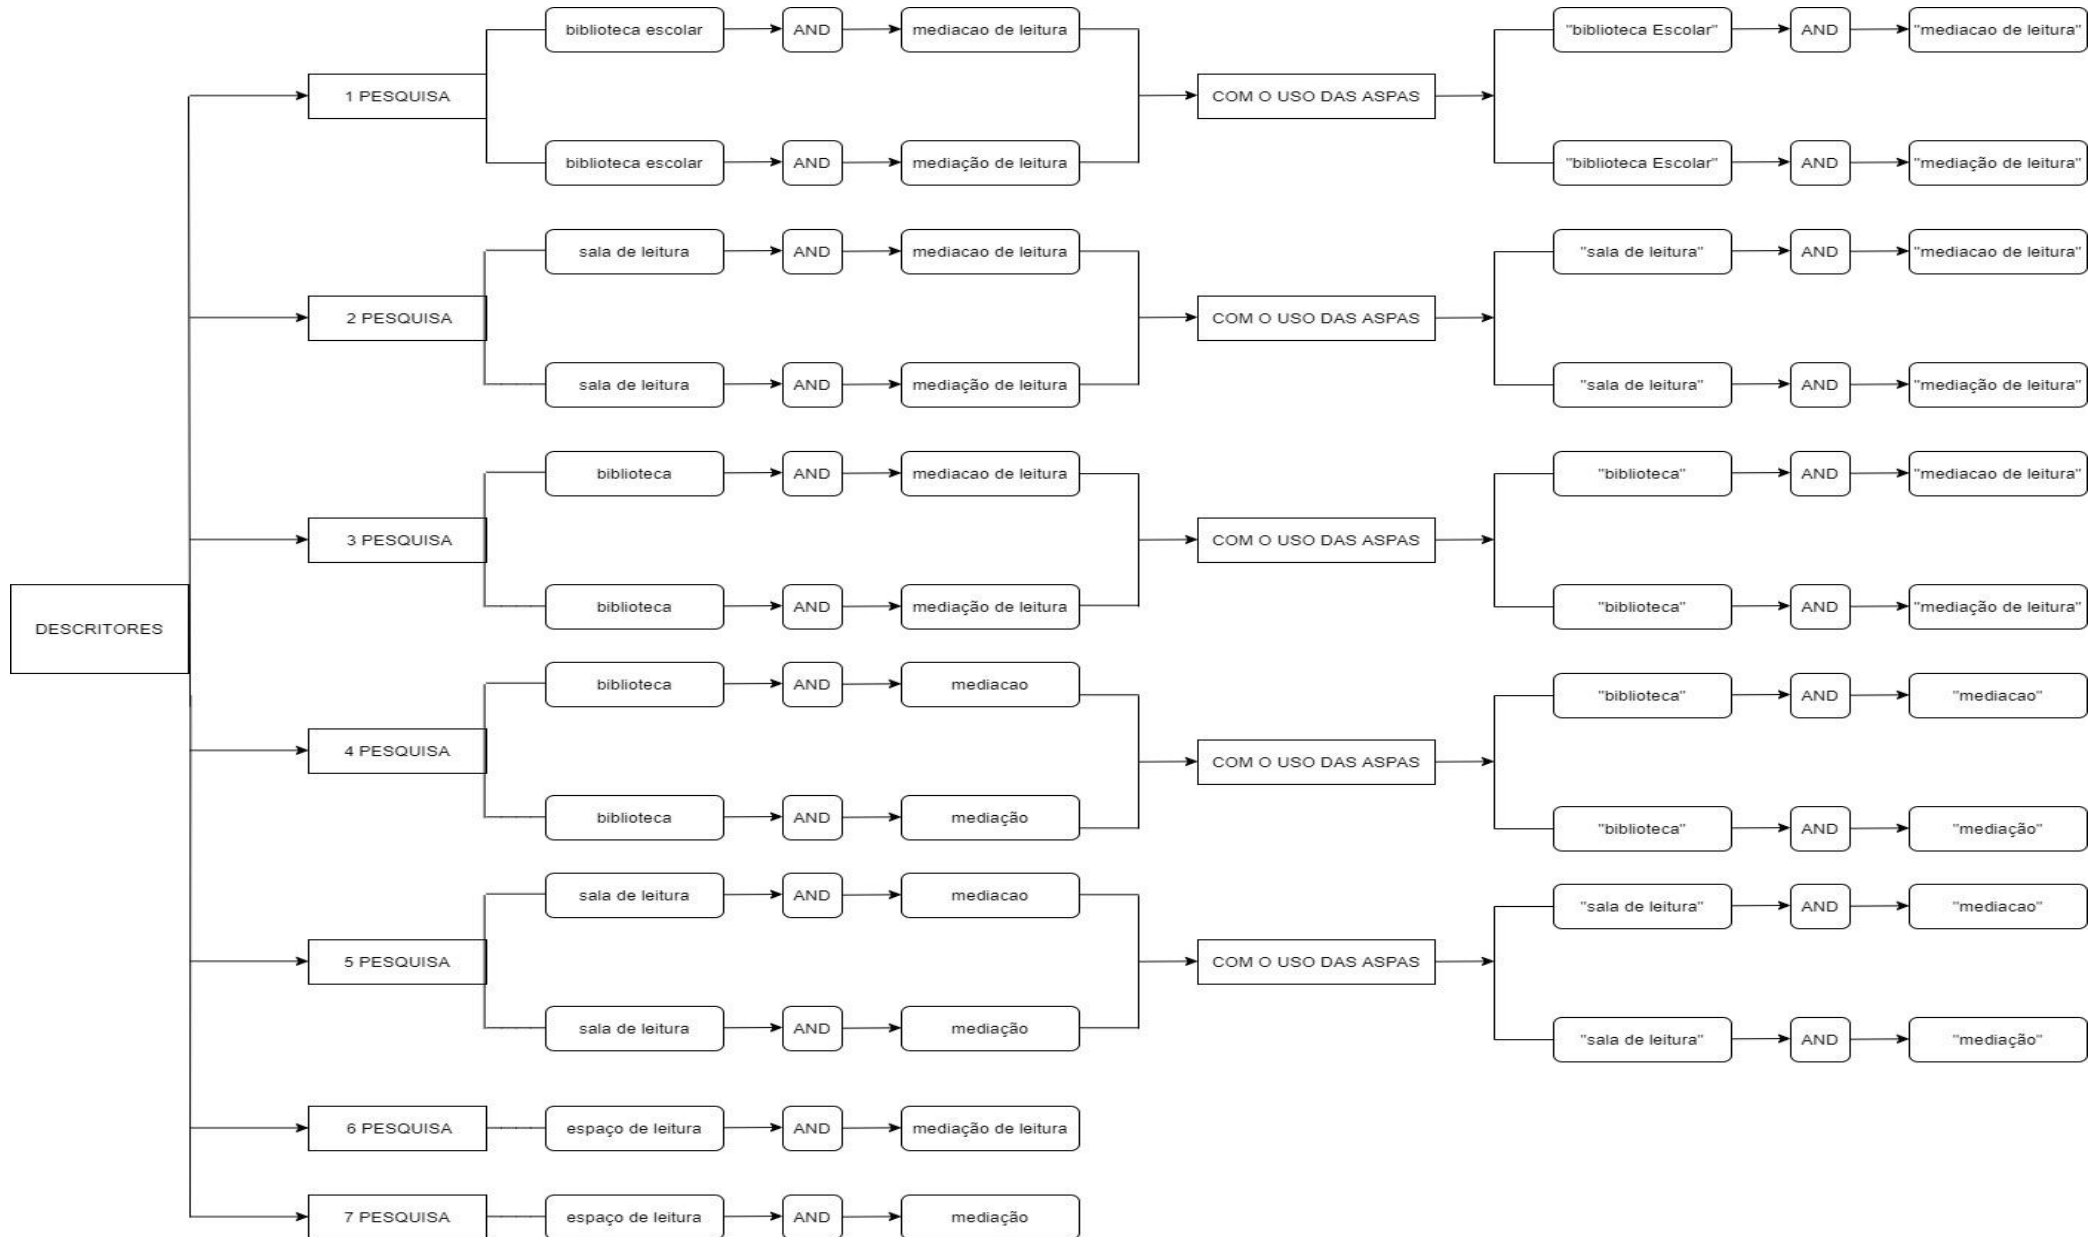 biblioteca escolar AND mediacao de leitura "biblioteca Escolar" AND "mediacao de leitura"
1 PESQUISA COM O USO DAS ASPAS
biblioteca escolar AND mediação de leitura "biblioteca Escolar" AND "mediação de leitura"
sala de leitura AND mediacao de leitura "sala de leitura" AND "mediacao de leitura"
2 PESQUISA COM O USO DAS ASPAS
sala de leitura AND mediação de leitura "sala de leitura" AND "mediação de leitura"
biblioteca AND mediacao de leitura "biblioteca" AND "mediacao de leitura"
3 PESQUISA COM O USO DAS ASPAS
biblioteca AND mediação de leitura "biblioteca" AND "mediação de leitura"
DESCRITORES
biblioteca AND mediacao "biblioteca" AND "mediacao"
4 PESQUISA COM O USO DAS ASPAS
biblioteca AND mediação "biblioteca" AND "mediação"
sala de leitura AND mediacao "sala de leitura" AND "mediacao"
5 PESQUISA COM O USO DAS ASPAS
sala de leitura AND mediação "sala de leitura" AND "mediação"
6 PESQUISA espaço de leitura AND mediação de leitura
7 PESQUISA espaço de leitura AND mediação